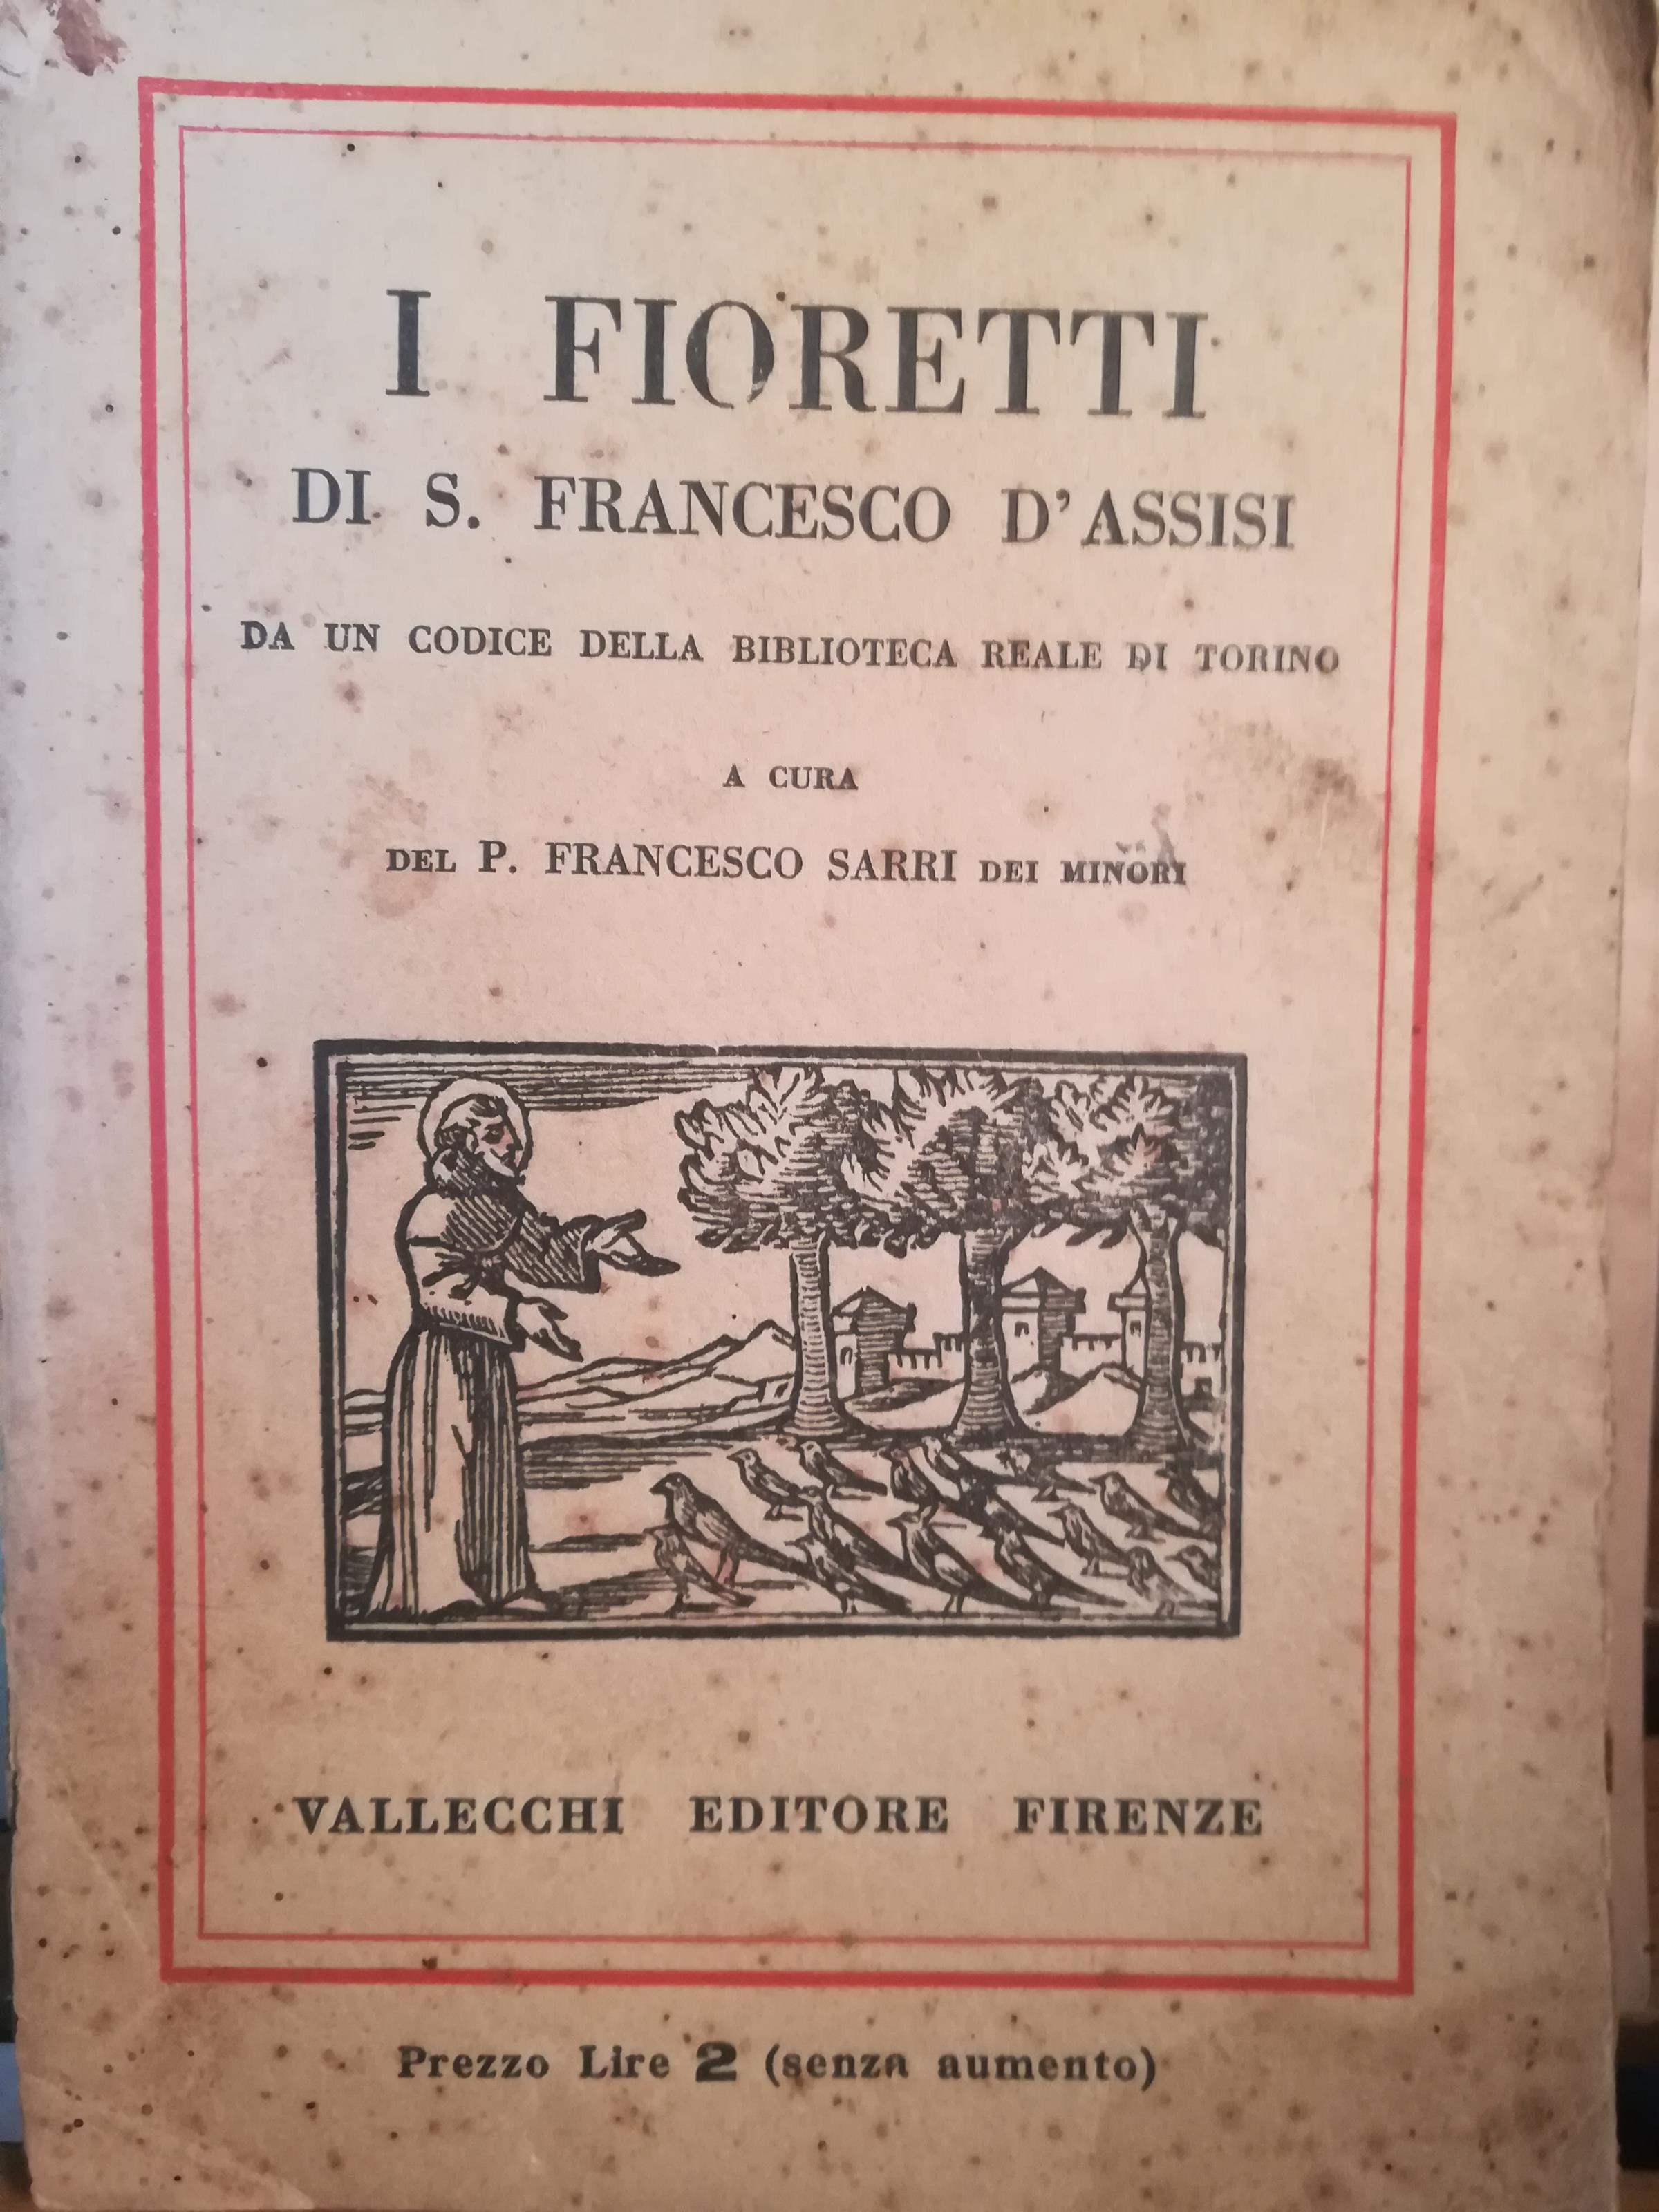 I FIORETTI
DI S. FRANCESCO D'ASSISI
DA UN CODICE DELLA BIBLIOTECA REALE DI TORINO
A CURA
DEL P. FRANCESCO SARRI DEI MINORI
VALLECCHI EDITORE FIRENZE
Prezzo Lire 2 (senza aumento)